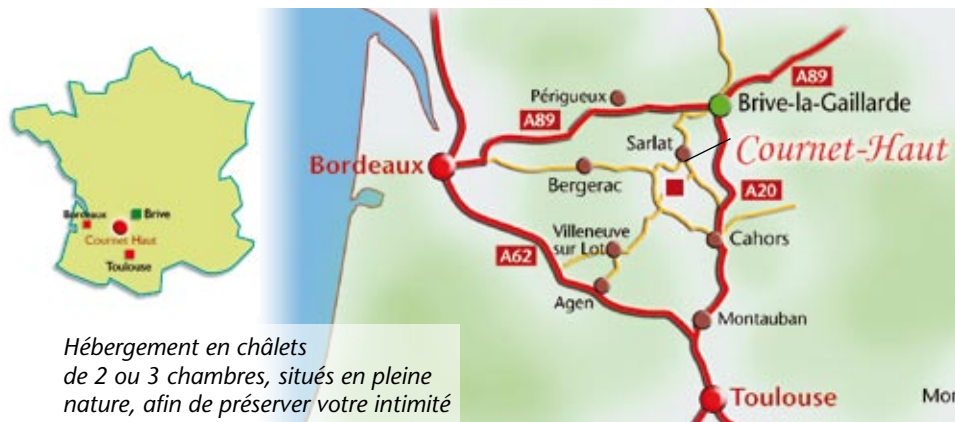 Bordeaux
Brive
Cournet Haut
Toulouse
A89
Périgueux
Brive-la-Gaillarde
A89
Sarlat
Cournet-Haut
Bordeaux
Bergerac
A20
Villeneuve
sur Lot
Cahors
A62
Agen
Montauban
Toulouse
Mor
Hébergement en châlets
de 2 ou 3 chambres, situés en pleine
nature, afin de préserver votre intimité